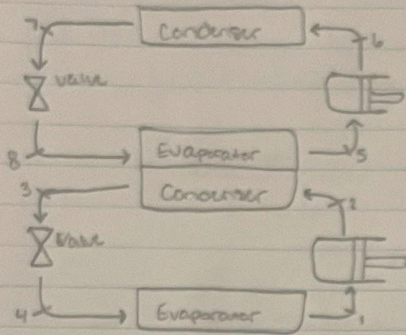 7 Condenser 6
valve
8 Evaporator 5
3 Condenser 2
Valve
4 Evaporator 1